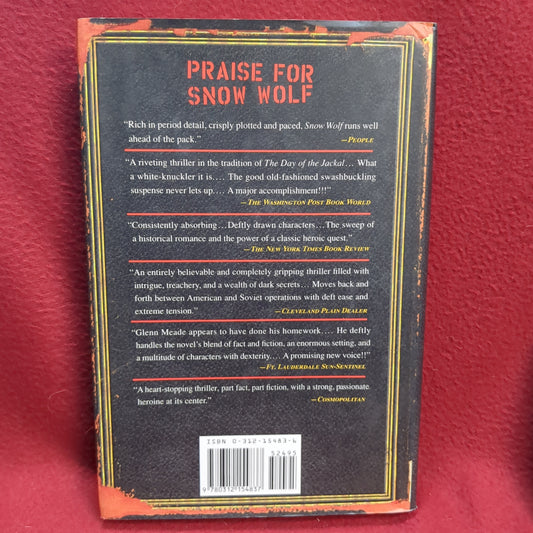 PRAISE FOR
SNOW WOLF
“Rich in period detail, crisply plotted and paced, Snow Wolf runs well
ahead of the pack.”
—PEOPLE
“A riveting thriller in the tradition of The Day of the Jackal… What
a white-knuckler it is.… The good old-fashioned swashbuckling
suspense never lets up.… A major accomplishment!!!”
—THE WASHINGTON POST BOOK WORLD
“Consistently absorbing…Deftly drawn characters…The sweep of
a historical romance and the power of a classic heroic quest.”
—THE NEW YORK TIMES BOOK REVIEW
“An entirely believable and completely gripping thriller filled with
intrigue, treachery, and a wealth of dark secrets.… Moves back and
forth between American and Soviet operations with deft ease and
extreme tension.”
—CLEVELAND PLAIN DEALER
“Glenn Meade appears to have done his homework.… He deftly
handles the novel’s blend of fact and fiction, an enormous setting, and
a multitude of characters with dexterity.… A promising new voice!!”
—FT. LAUDERDALE SUN-SENTINEL
“A heart-stopping thriller, part fact, part fiction, with a strong, passionate
heroine at its center.”
—COSMOPOLITAN
ISBN 0-312-15483-6
52495
9 780312 154837